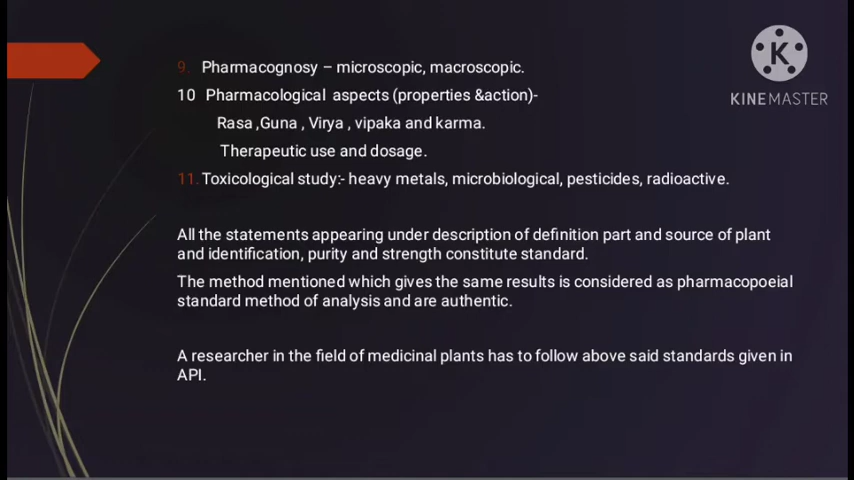 9. Pharmacognosy – microscopic, macroscopic.
K
KINEMASTER
10 Pharmacological aspects (properties &action)-
Rasa ,Guna , Virya , vipaka and karma.
Therapeutic use and dosage.
11. Toxicological study:- heavy metals, microbiological, pesticides, radioactive.
All the statements appearing under description of definition part and source of plant
and identification, purity and strength constitute standard.
The method mentioned which gives the same results is considered as pharmacopoeial
standard method of analysis and are authentic.
A researcher in the field of medicinal plants has to follow above said standards given in
API.